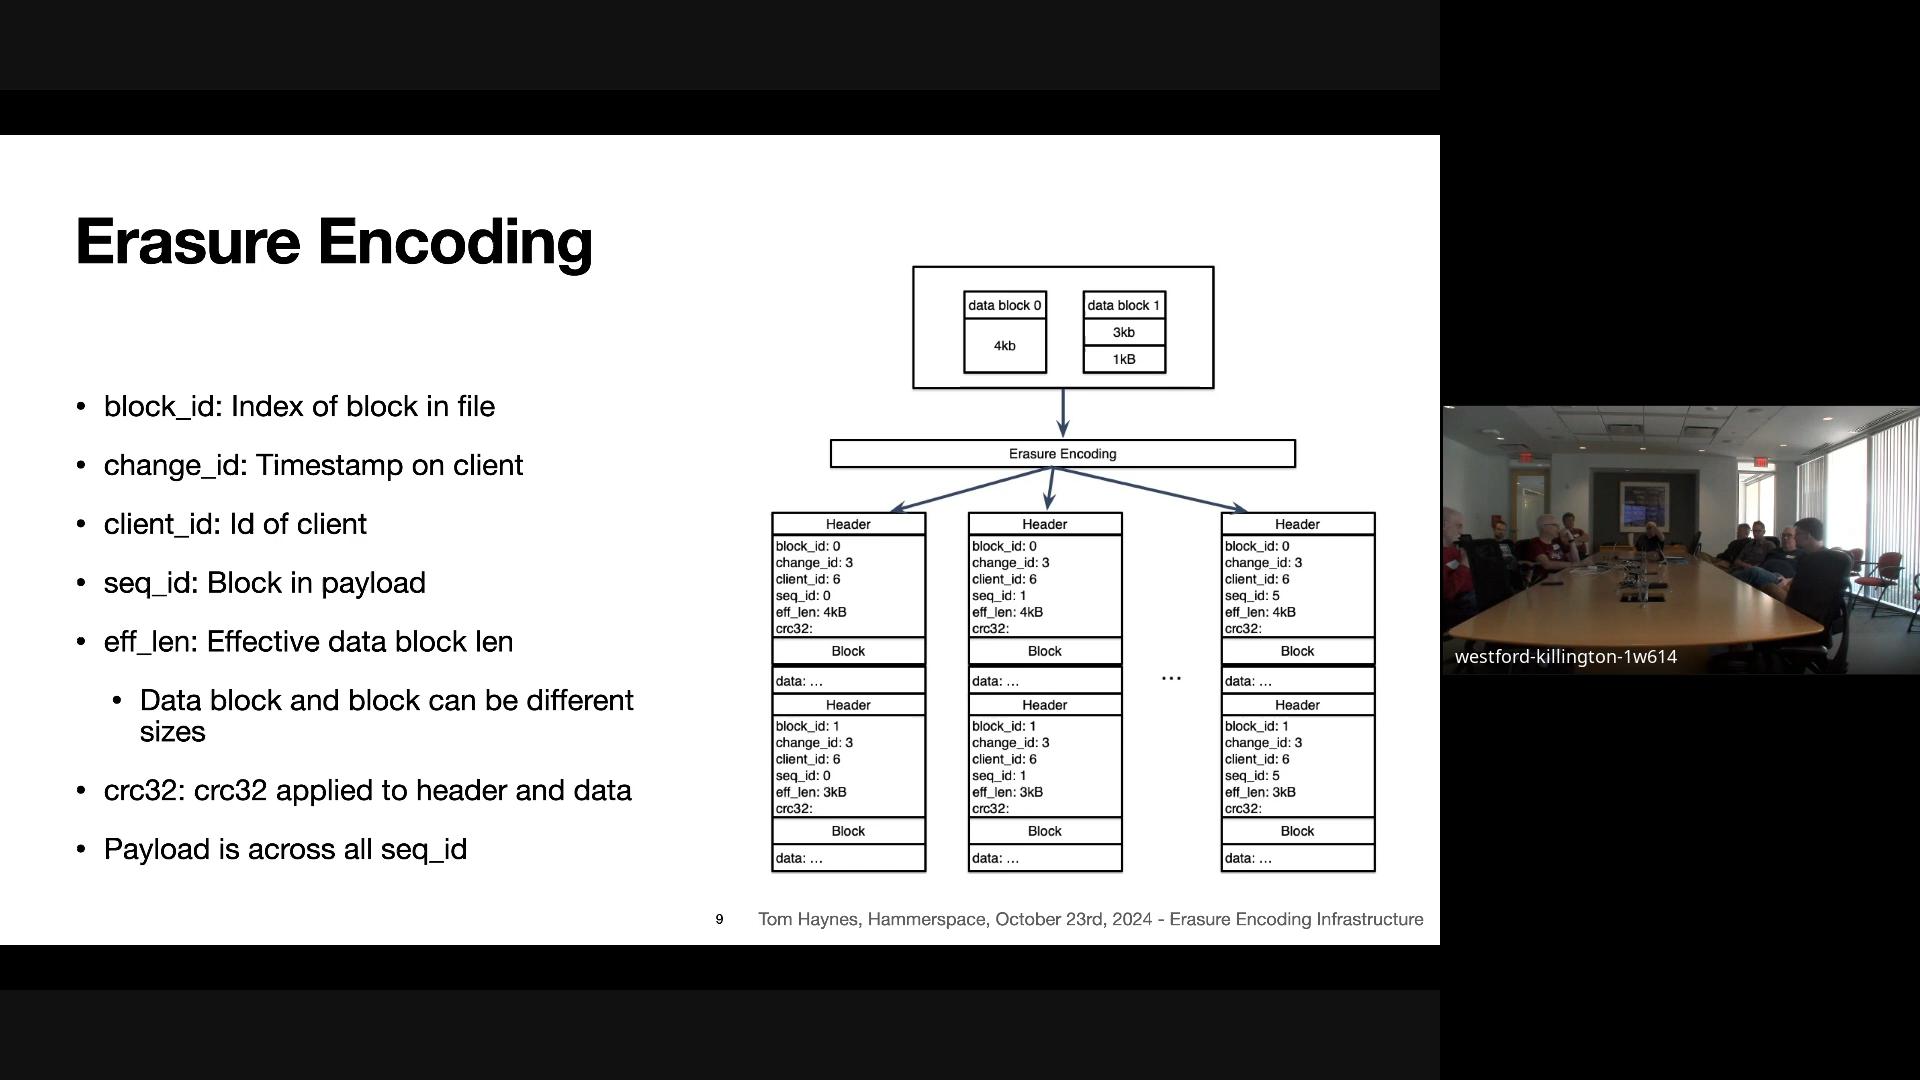 Erasure Encoding
• block_id: Index of block in file
• change_id: Timestamp on client
• client_id: Id of client
• seq_id: Block in payload
• eff_len: Effective data block len
• Data block and block can be different
sizes
• crc32: crc32 applied to header and data
• Payload is across all seq_id
data block 0
4kb
data block 1
3kb
1kB
Erasure Encoding
Header
block_id: 0
change_id: 3
client_id: 6
seq_id: 0
eff_len: 4kB
crc32:
Block
data: ...
Header
block_id: 1
change_id: 3
client_id: 6
seq_id: 0
eff_len: 3kB
crc32:
Block
data: ...
Header
block_id: 0
change_id: 3
client_id: 6
seq_id: 1
eff_len: 4kB
crc32:
Block
data: ...
Header
block_id: 1
change_id: 3
client_id: 6
seq_id: 1
eff_len: 3kB
crc32:
Block
data: ...
...
Header
block_id: 0
change_id: 3
client_id: 6
seq_id: 5
eff_len: 4kB
crc32:
Block
data: ...
Header
block_id: 1
change_id: 3
client_id: 6
seq_id: 5
eff_len: 3kB
crc32:
Block
data: ...
9
Tom Haynes, Hammerspace, October 23rd, 2024 - Erasure Encoding Infrastructure
westford-killington-1w614